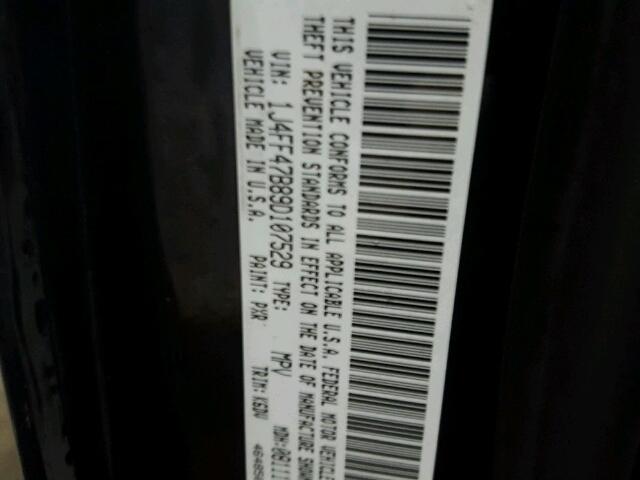 THIS VEHICLE CONFORMS TO ALL APPLICABLE U.S.A. FEDERAL MOTOR VEHICLE
THEFT PREVENTION STANDARDS IN EFFECT ON THE DATE OF MANUFACTURE SHOWN
VIN: 1J4FF47B89D107529 TYPE: MPV MDH:
VEHICLE MADE IN U.S.A. PAINT: PXR TRIM: